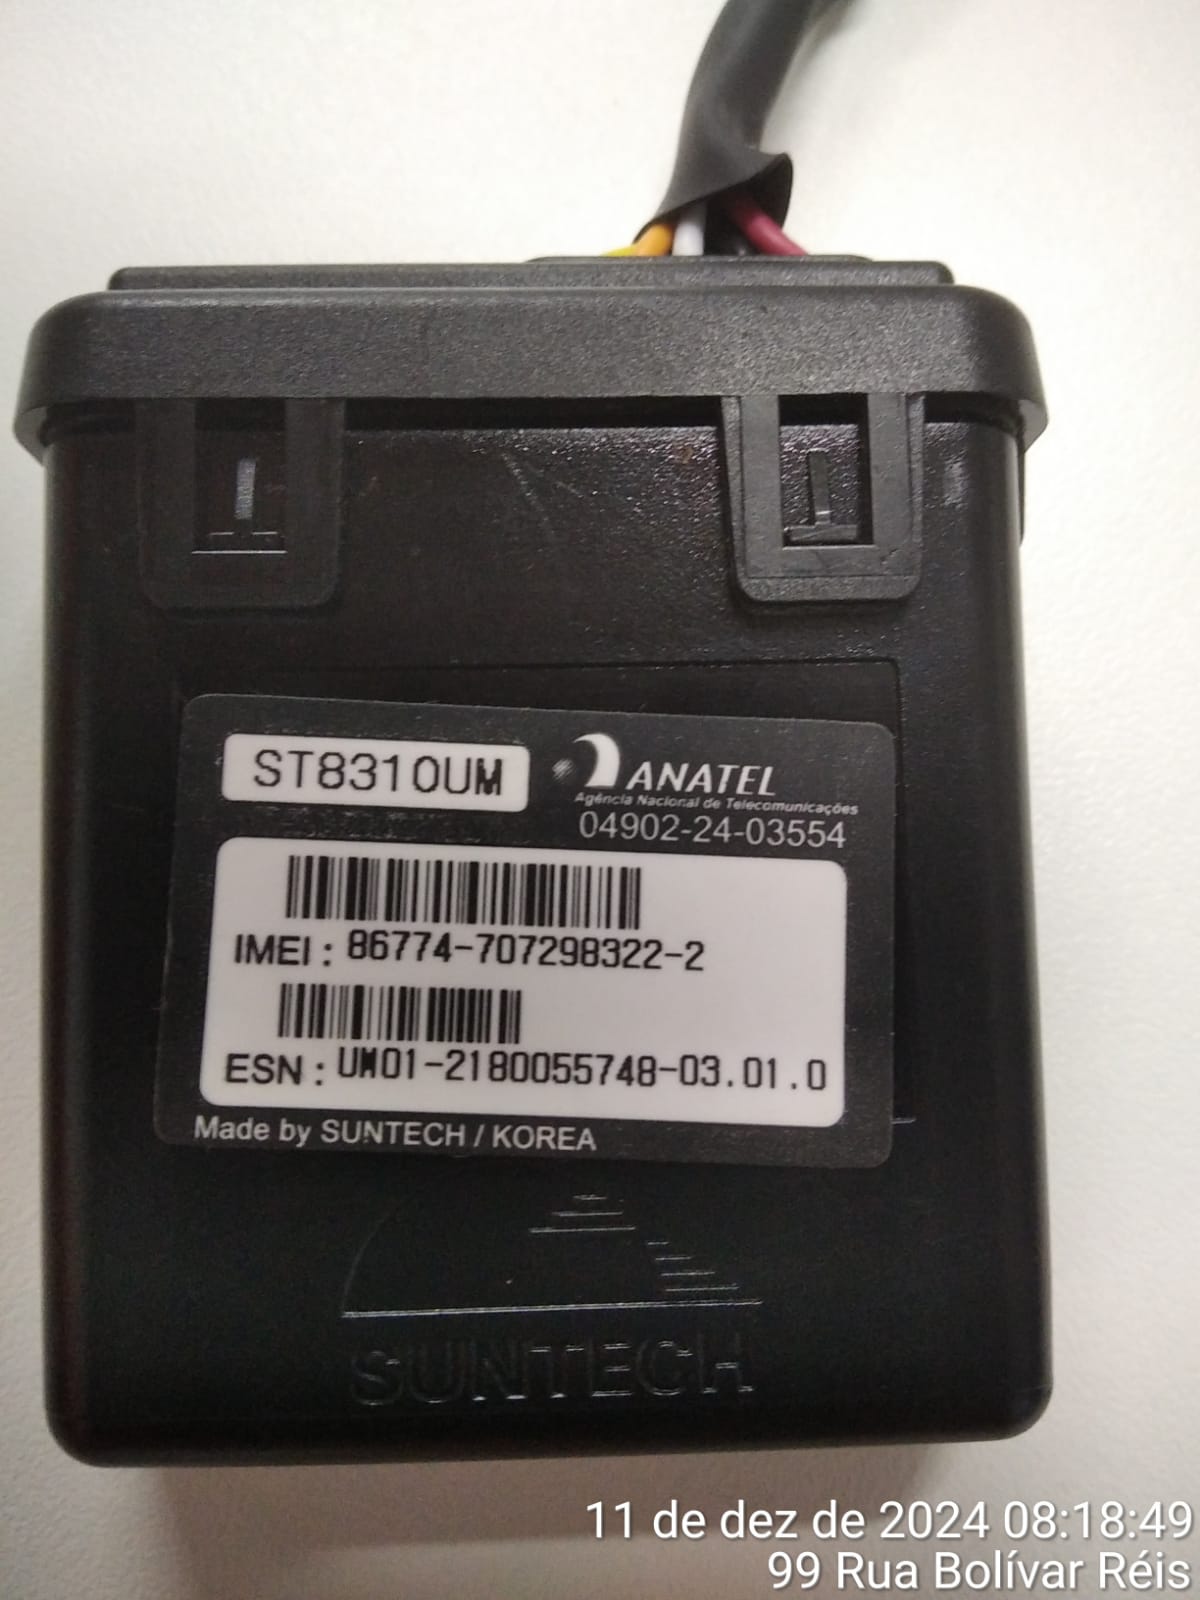 ST8310UM
ANATEL
Agência Nacional de Telecomunicações
04902-24-03554
IMEI : 86774-707298322-2
ESN : UW01-2180055748-03.01.0
Made by SUNTECH / KOREA
SUNTECH
11 de dez de 2024 08:18:49
99 Rua Bolívar Réis